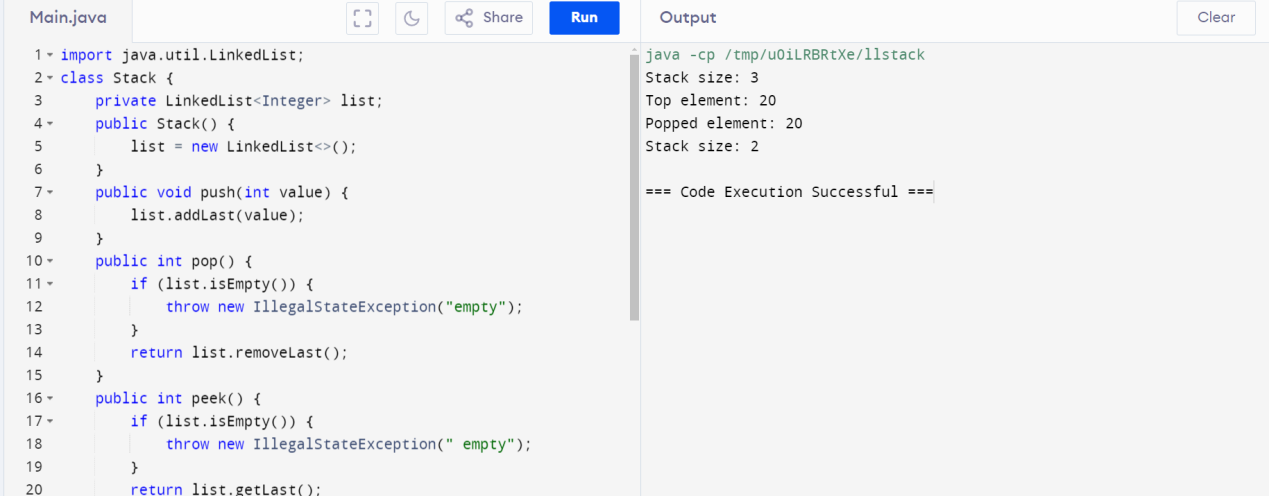 Main.java
Share
Run
Output
Clear
1 import java.util.LinkedList;
2 class Stack {
3     private LinkedList<Integer> list;
4     public Stack() {
5         list = new LinkedList<>();
6     }
7     public void push(int value) {
8         list.addLast(value);
9     }
10     public int pop() {
11         if (list.isEmpty()) {
12             throw new IllegalStateException("empty");
13         }
14         return list.removeLast();
15     }
16     public int peek() {
17         if (list.isEmpty()) {
18             throw new IllegalStateException(" empty");
19         }
20         return list.getLast();
java -cp /tmp/uOiLRBRtXe/llstack
Stack size: 3
Top element: 20
Popped element: 20
Stack size: 2
=== Code Execution Successful ===